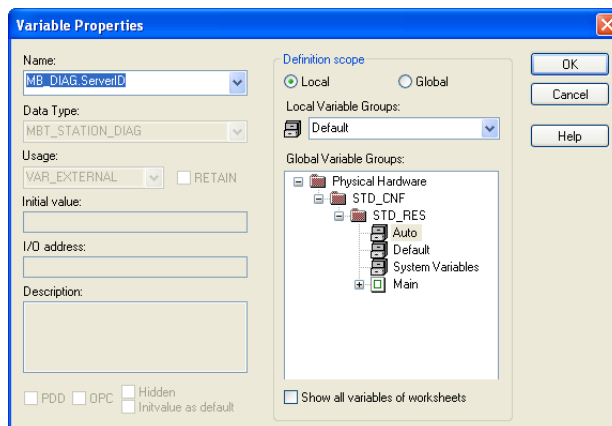 Variable Properties
Name:
MB_DIAG.ServerID
Data Type:
MBT_STATION_DIAG
Usage:
VAR_EXTERNAL
RETAIN
Initial value:
I/O address:
Description:
PDD
OPC
Hidden
Initvalue as default
Definition scope
Local
Global
Local Variable Groups:
Default
Global Variable Groups:
Physical Hardware
STD_CNF
STD_RES
Auto
Default
System Variables
Main
Show all variables of worksheets
OK
Cancel
Help